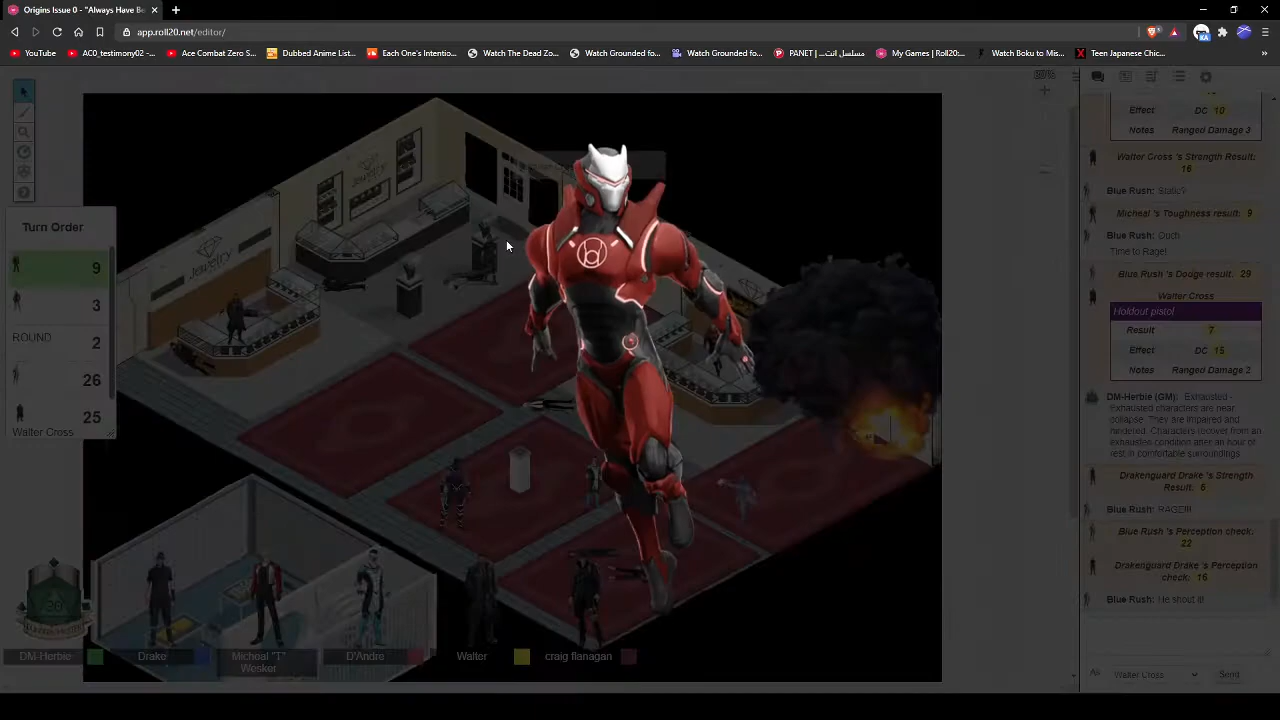 Origins Issue 0 - "Always Have Be
app.roll20.net/editor/
YouTube
AC0_testimony02 -...
Ace Combat Zero S...
Dubbed Anime List...
Each One's Intentio...
Watch The Dead Zo...
Watch Grounded fo...
Watch Grounded fo...
PANET | مسلسل انت...
My Games | Roll20:...
Watch Boku to Mis...
Teen Japanese Chic...
Turn Order
9
3
ROUND
2
26
25
Walter Cross
Jewelry
Jewelry
20
DM-Herbie
Drake
Micheal "T"
Wesker
D'Andre
Walter
craig flanagan
Effect DC 10
Notes Ranged Damage 3
Walter Cross 's Strength Result:
16
Blue Rush: Static?
Micheal 's Toughness result: 9
Blue Rush: Ouch
Time to Rage!
Blue Rush's Dodge result: 29
Walter Cross
Holdout pistol
Result 7
Effect DC 15
Notes Ranged Damage 2
DM-Herbie (GM): Exhausted -
Exhausted characters are near
collapse. They are impaired and
hindered. Characters recover from an
exhausted condition after an hour of
rest in comfortable surroundings.
Drakenguard Drake 's Strength
Result: 6
Blue Rush: RAGE!!!
Blue Rush's Perception check:
22
Drakenguard Drake 's Perception
check: 16
Blue Rush: He shout it!
As
Walter Cross
Send